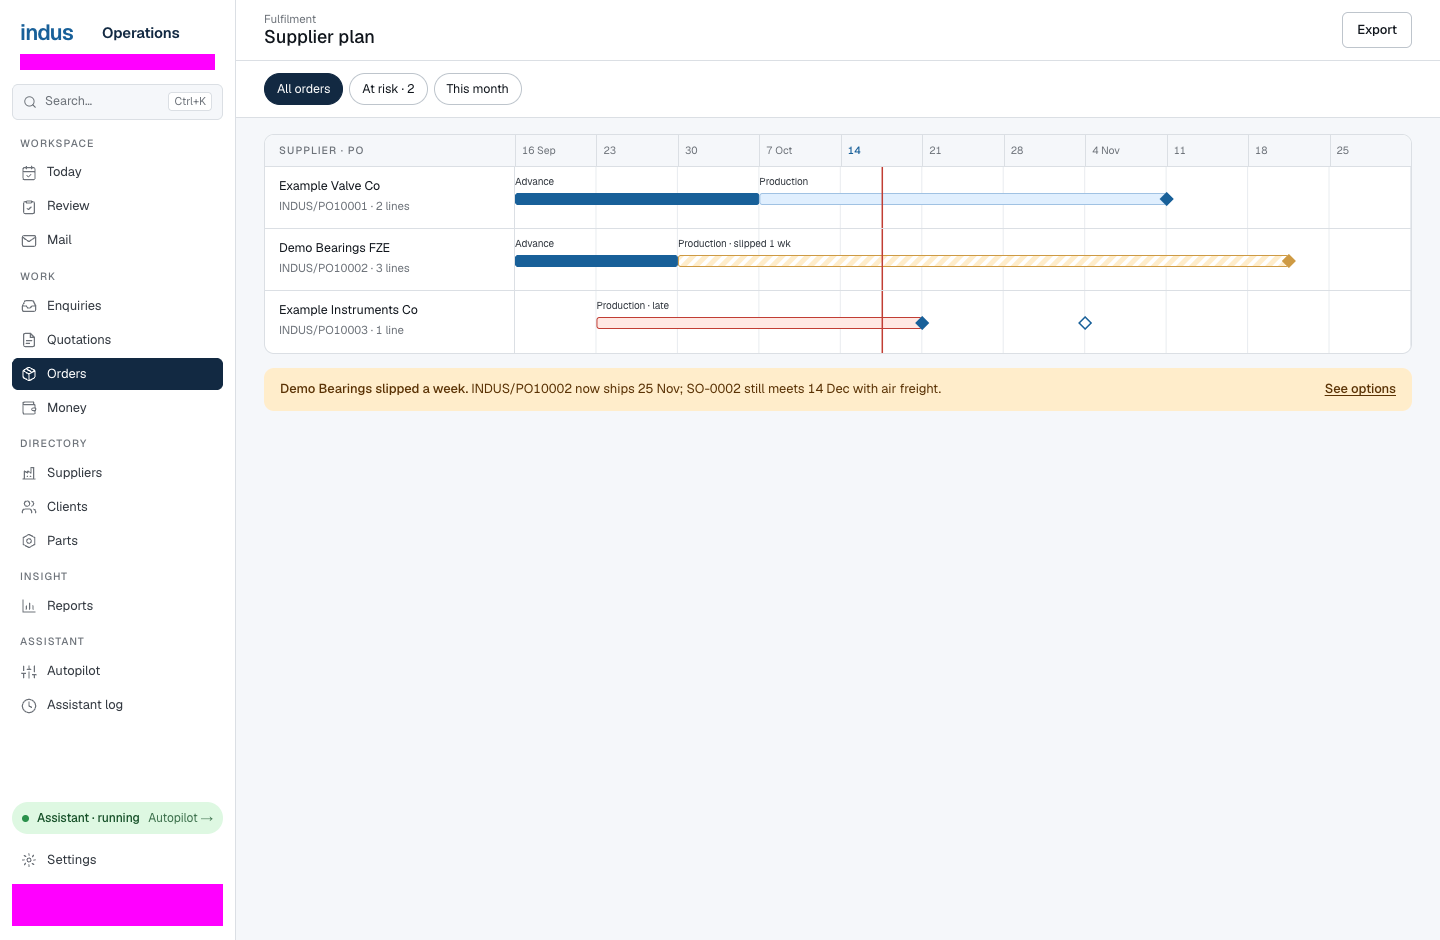 indus Operations
Search... Ctrl+K
WORKSPACE
Today
Review
Mail
WORK
Enquiries
Quotations
Orders
Money
DIRECTORY
Suppliers
Clients
Parts
INSIGHT
Reports
ASSISTANT
Autopilot
Assistant log
Assistant · running Autopilot →
Settings
Fulfilment
Supplier plan
Export
All orders At risk · 2 This month
SUPPLIER · PO 16 Sep 23 30 7 Oct 14 21 28 4 Nov 11 18 25
Example Valve Co
INDUS/PO10001 · 2 lines
Advance Production
Demo Bearings FZE
INDUS/PO10002 · 3 lines
Advance Production · slipped 1 wk
Example Instruments Co
INDUS/PO10003 · 1 line
Production · late
Demo Bearings slipped a week. INDUS/PO10002 now ships 25 Nov; SO-0002 still meets 14 Dec with air freight. See options